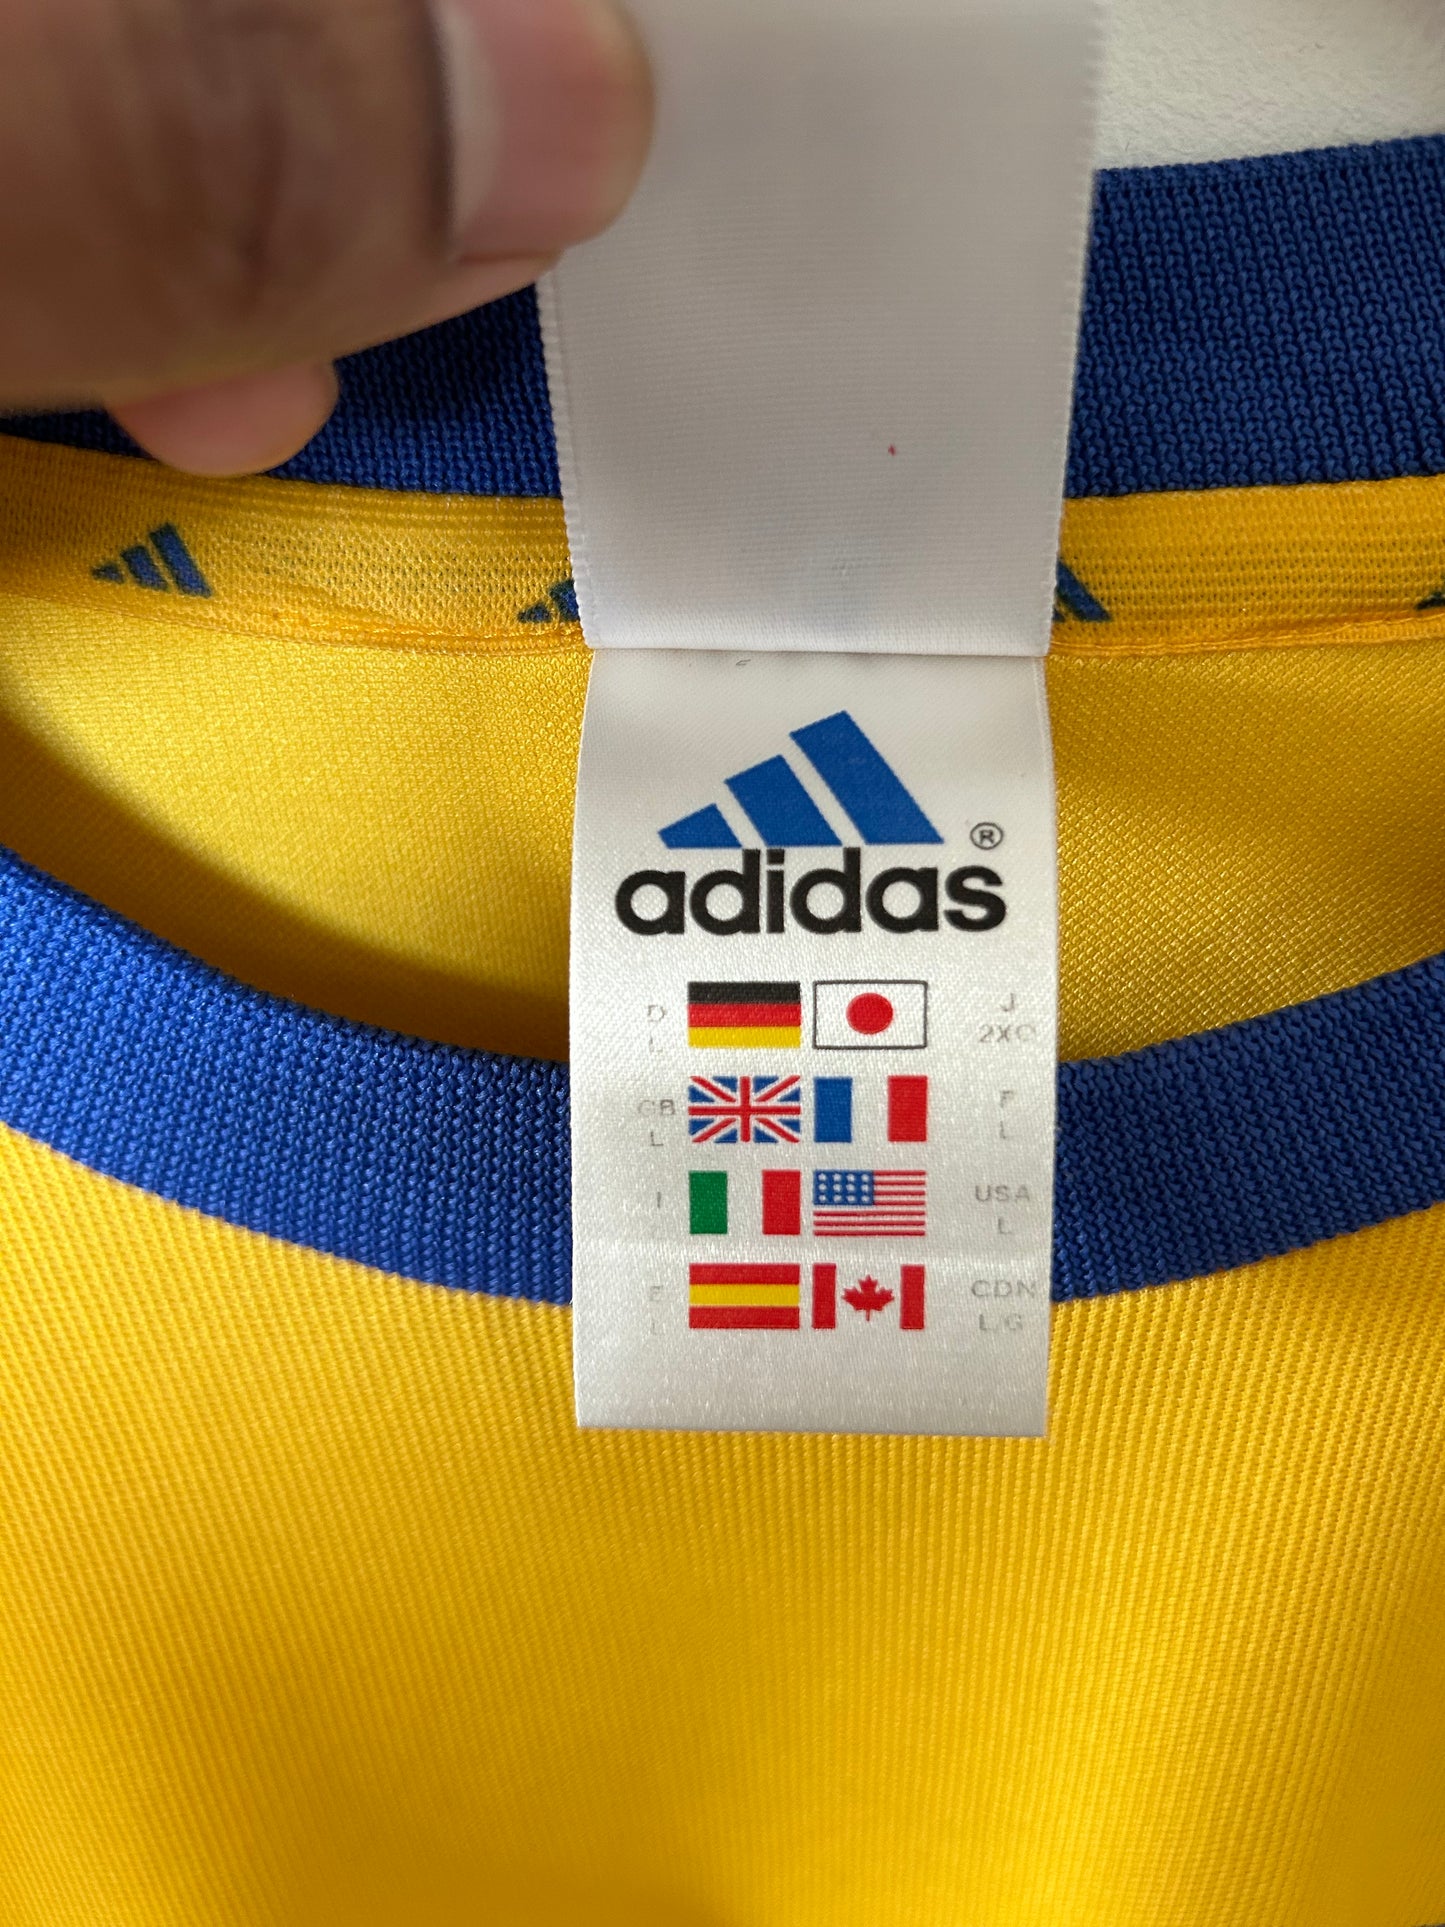 adidas ®
D J
L 2XO
GB F
L L
I USA
L
E CDN
L L/G